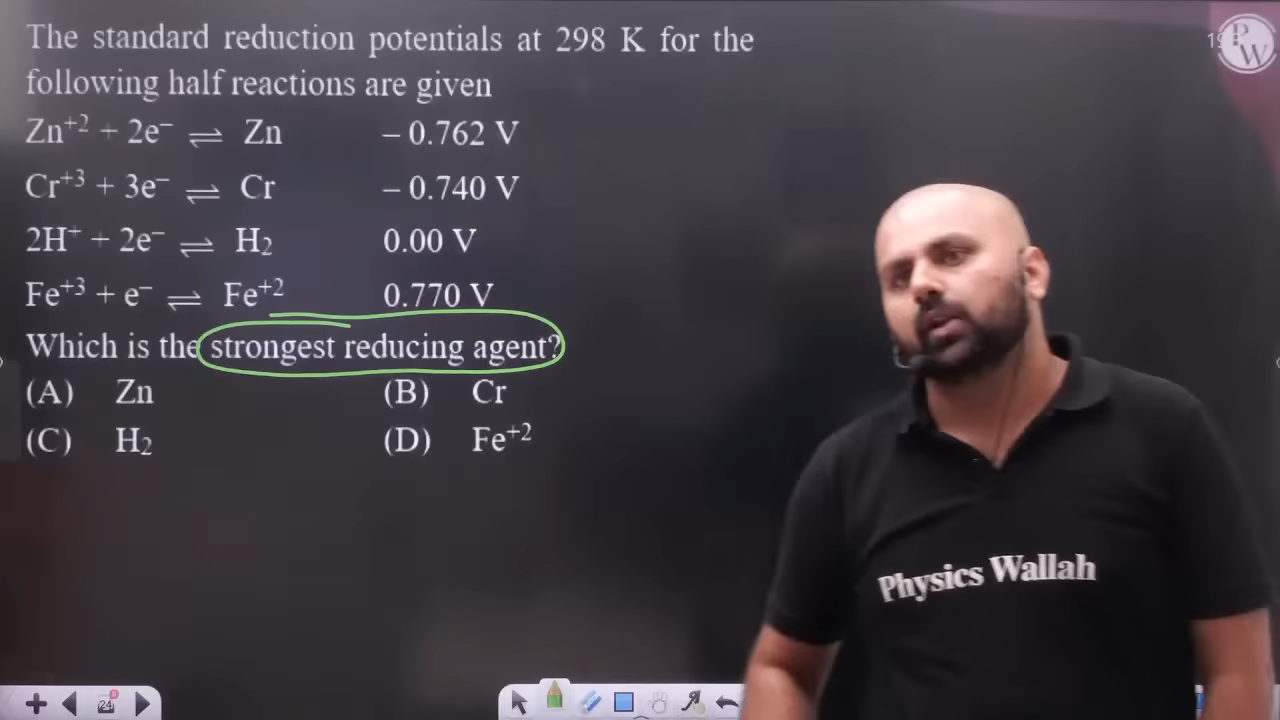 The standard reduction potentials at 298 K for the
following half reactions are given
Zn⁺² + 2e⁻ ⇌ Zn – 0.762 V
Cr⁺³ + 3e⁻ ⇌ Cr – 0.740 V
2H⁺ + 2e⁻ ⇌ H₂ 0.00 V
Fe⁺³ + e⁻ ⇌ Fe⁺² 0.770 V
Which is the strongest reducing agent?
(A) Zn (B) Cr
(C) H₂ (D) Fe⁺²
PW
Physics Wallah
24